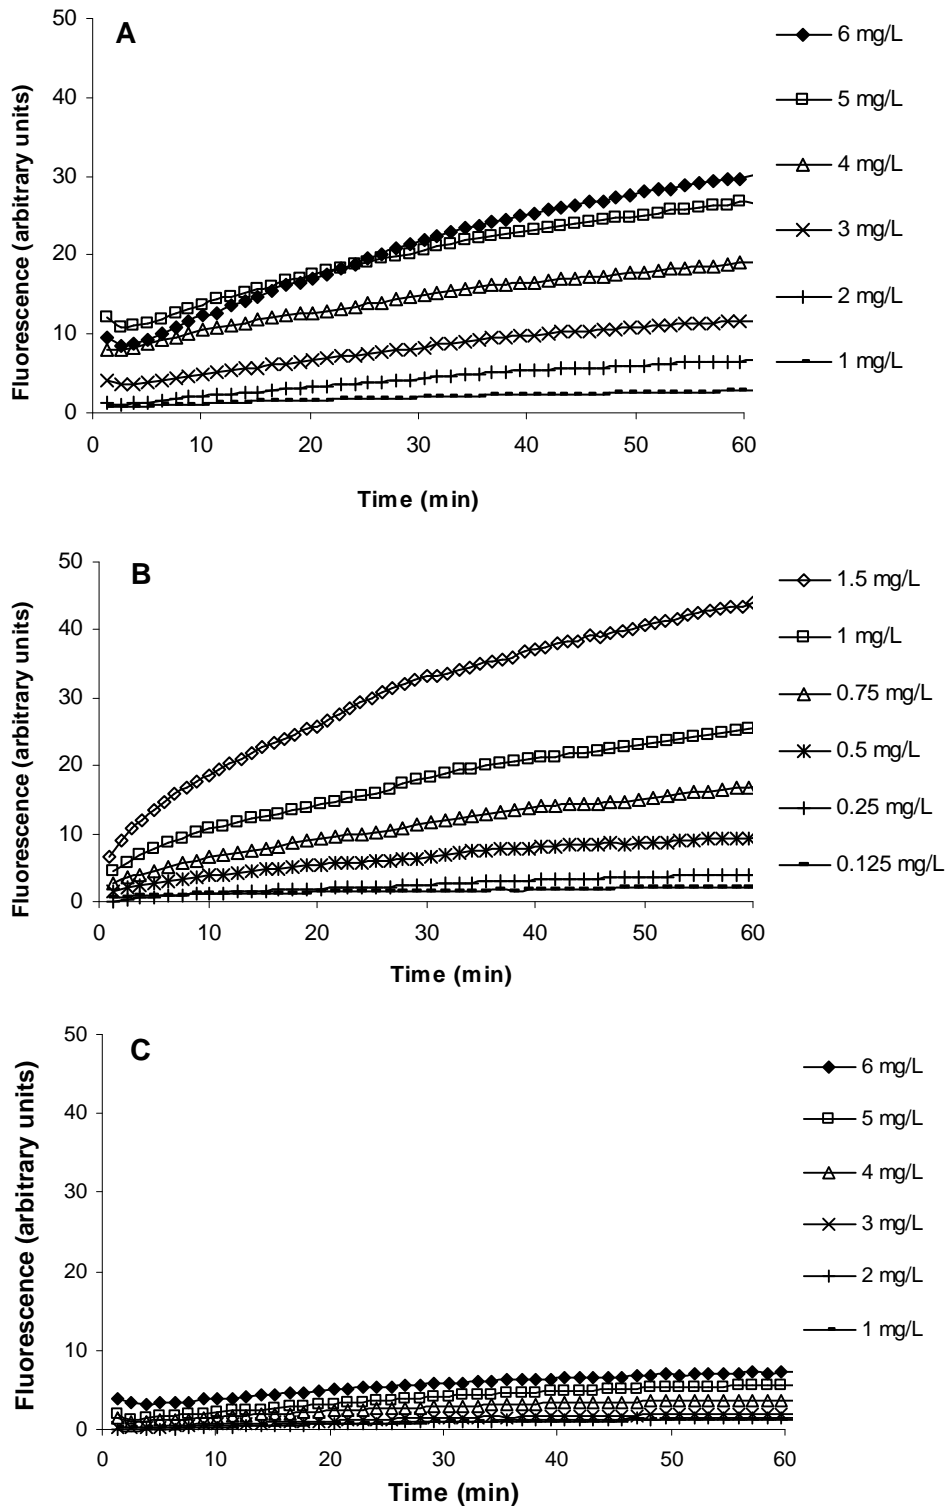 A
50
40
30
20
10
0
Fluorescence (arbitrary units)
0 10 20 30 40 50 60
Time (min)
6 mg/L
5 mg/L
4 mg/L
3 mg/L
2 mg/L
1 mg/L
B
50
40
30
20
10
0
Fluorescence (arbitrary units)
0 10 20 30 40 50 60
Time (min)
1.5 mg/L
1 mg/L
0.75 mg/L
0.5 mg/L
0.25 mg/L
0.125 mg/L
C
50
40
30
20
10
0
Fluorescence (arbitrary units)
0 10 20 30 40 50 60
Time (min)
6 mg/L
5 mg/L
4 mg/L
3 mg/L
2 mg/L
1 mg/L